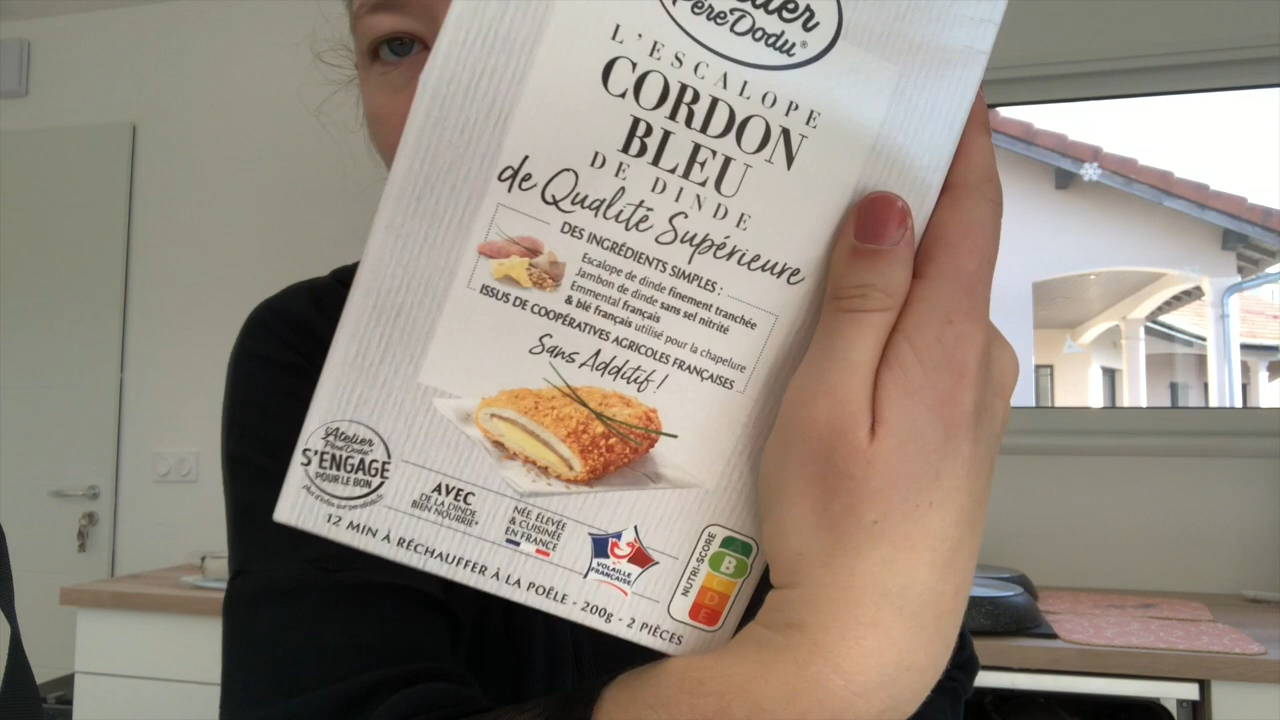 Père Dodu®
L'ESCALOPE
CORDON
BLEU
DE DINDE
de Qualité Supérieure
DES INGRÉDIENTS SIMPLES :
Escalope de dinde finement tranchée
Jambon de dinde sans sel nitrité
Emmental français
& blé français utilisé pour la chapelure
ISSUS DE COOPÉRATIVES AGRICOLES FRANÇAISES
Sans Additif !
L'Atelier
Père Dodu
S'ENGAGE
POUR LE BON
AVEC
DE LA DINDE
BIEN NOURRIE*
NÉE, ÉLEVÉE
& CUISINÉE
EN FRANCE
VOLAILLE
FRANÇAISE
NUTRI-SCORE
A
B
C
D
E
12 MIN À RÉCHAUFFER À LA POÊLE - 200g - 2 PIÈCES